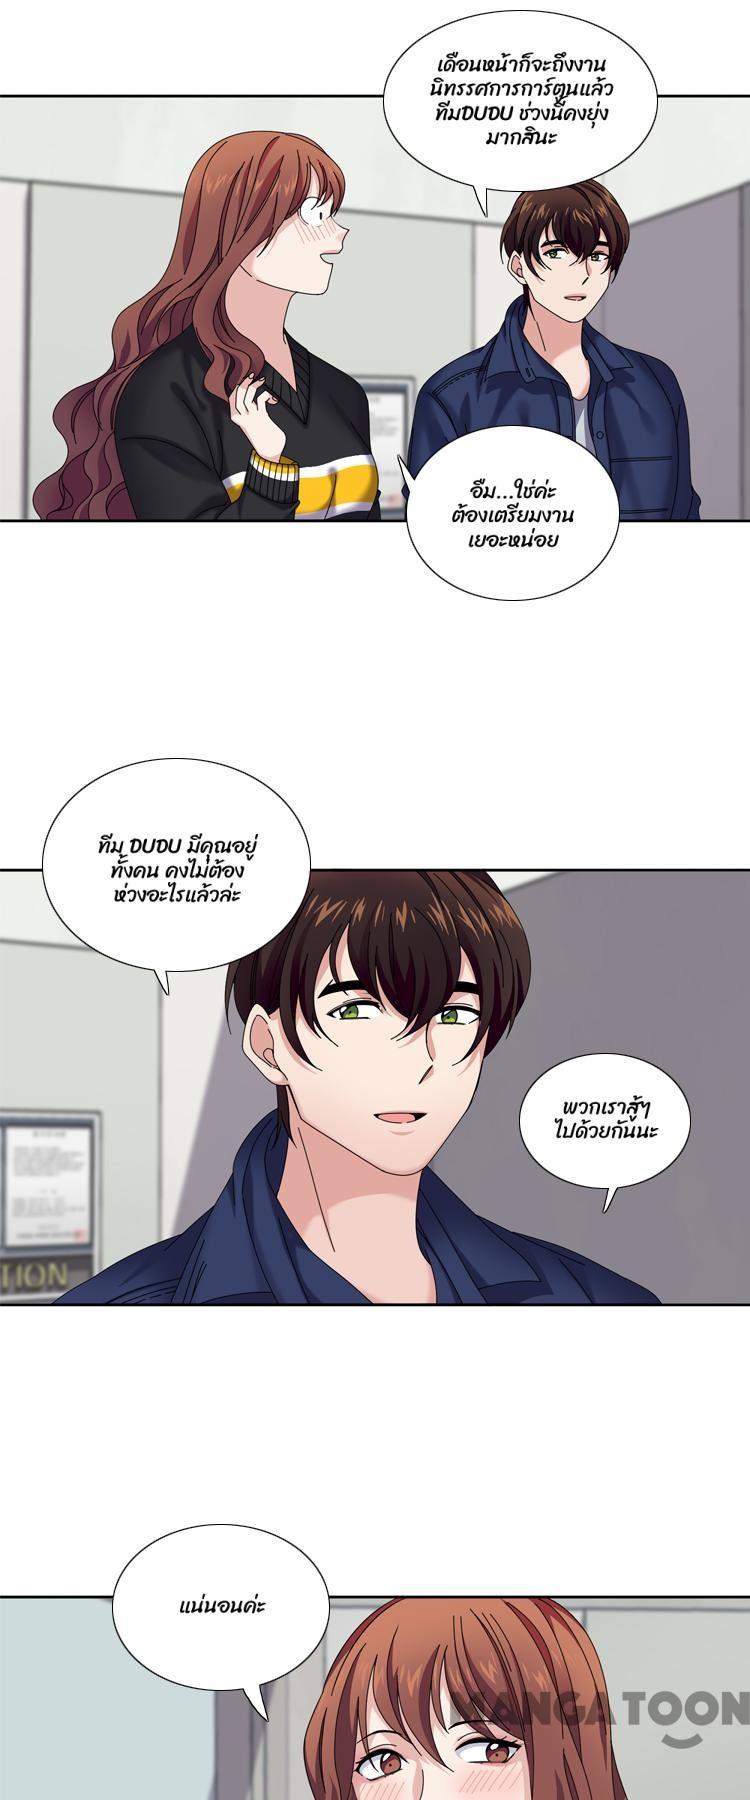 เดือนหน้าก็จะถึงงาน
นิทรรศการการ์ตูนแล้ว
ทีมDUDU ช่วงนี้คงยุ่ง
มากสินะ
อืม...ใช่ค่ะ
ต้องเตรียมงาน
เยอะหน่อย
ทีม DUDU มีคุณอยู่
ทั้งคน คงไม่ต้อง
ห่วงอะไรแล้วล่ะ
พวกเราสู้ๆ
ไปด้วยกันนะ
TION
แน่นอนค่ะ
MANGA TOON